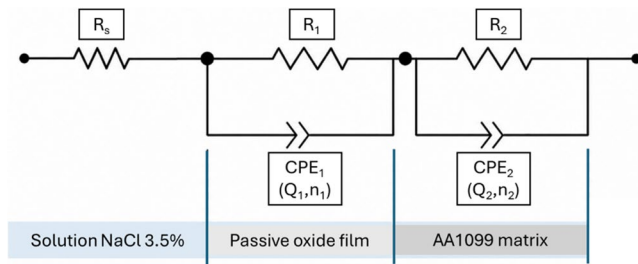 Rs
R1
R2
CPE1
(Q1,n1)
CPE2
(Q2,n2)
Solution NaCl 3.5%
Passive oxide film
AA1099 matrix